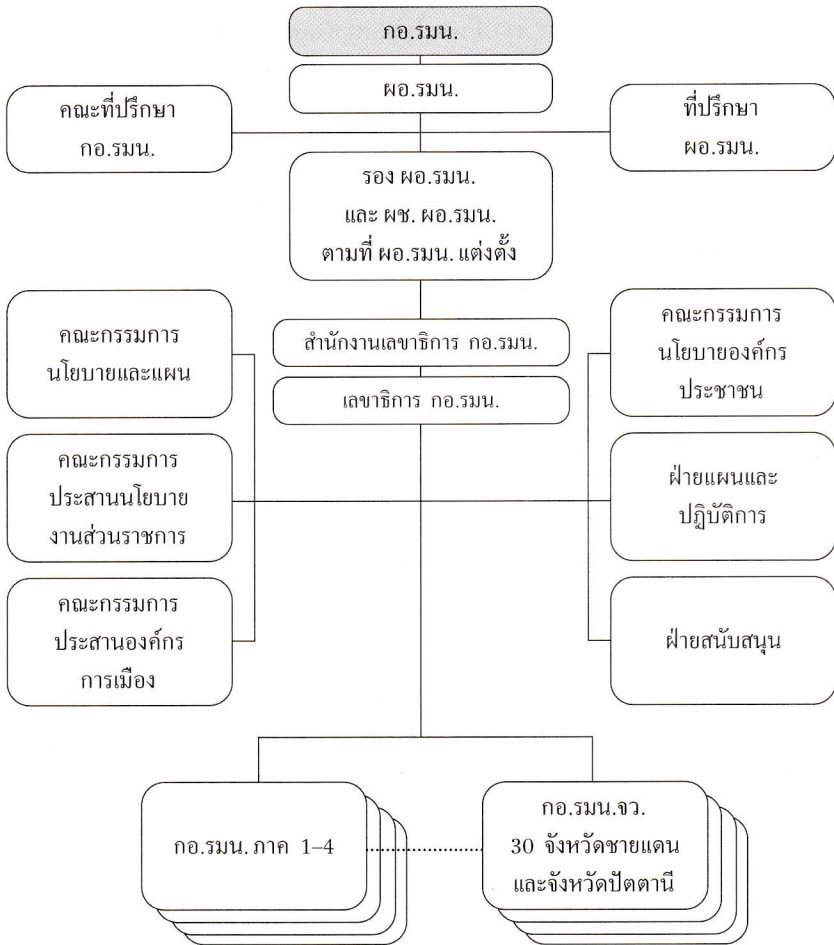 กอ.รมน.
ผอ.รมน.
คณะที่ปรึกษา
กอ.รมน.
ที่ปรึกษา
ผอ.รมน.
รอง ผอ.รมน.
และ ผช. ผอ.รมน.
ตามที่ ผอ.รมน. แต่งตั้ง
คณะกรรมการ
นโยบายและแผน
สำนักงานเลขาธิการ กอ.รมน.
เลขาธิการ กอ.รมน.
คณะกรรมการ
นโยบายองค์กร
ประชาชน
คณะกรรมการ
ประสานนโยบาย
งานส่วนราชการ
ฝ่ายแผนและ
ปฏิบัติการ
คณะกรรมการ
ประสานองค์กร
การเมือง
ฝ่ายสนับสนุน
กอ.รมน. ภาค 1–4
กอ.รมน.จว.
30 จังหวัดชายแดน
และจังหวัดปัตตานี